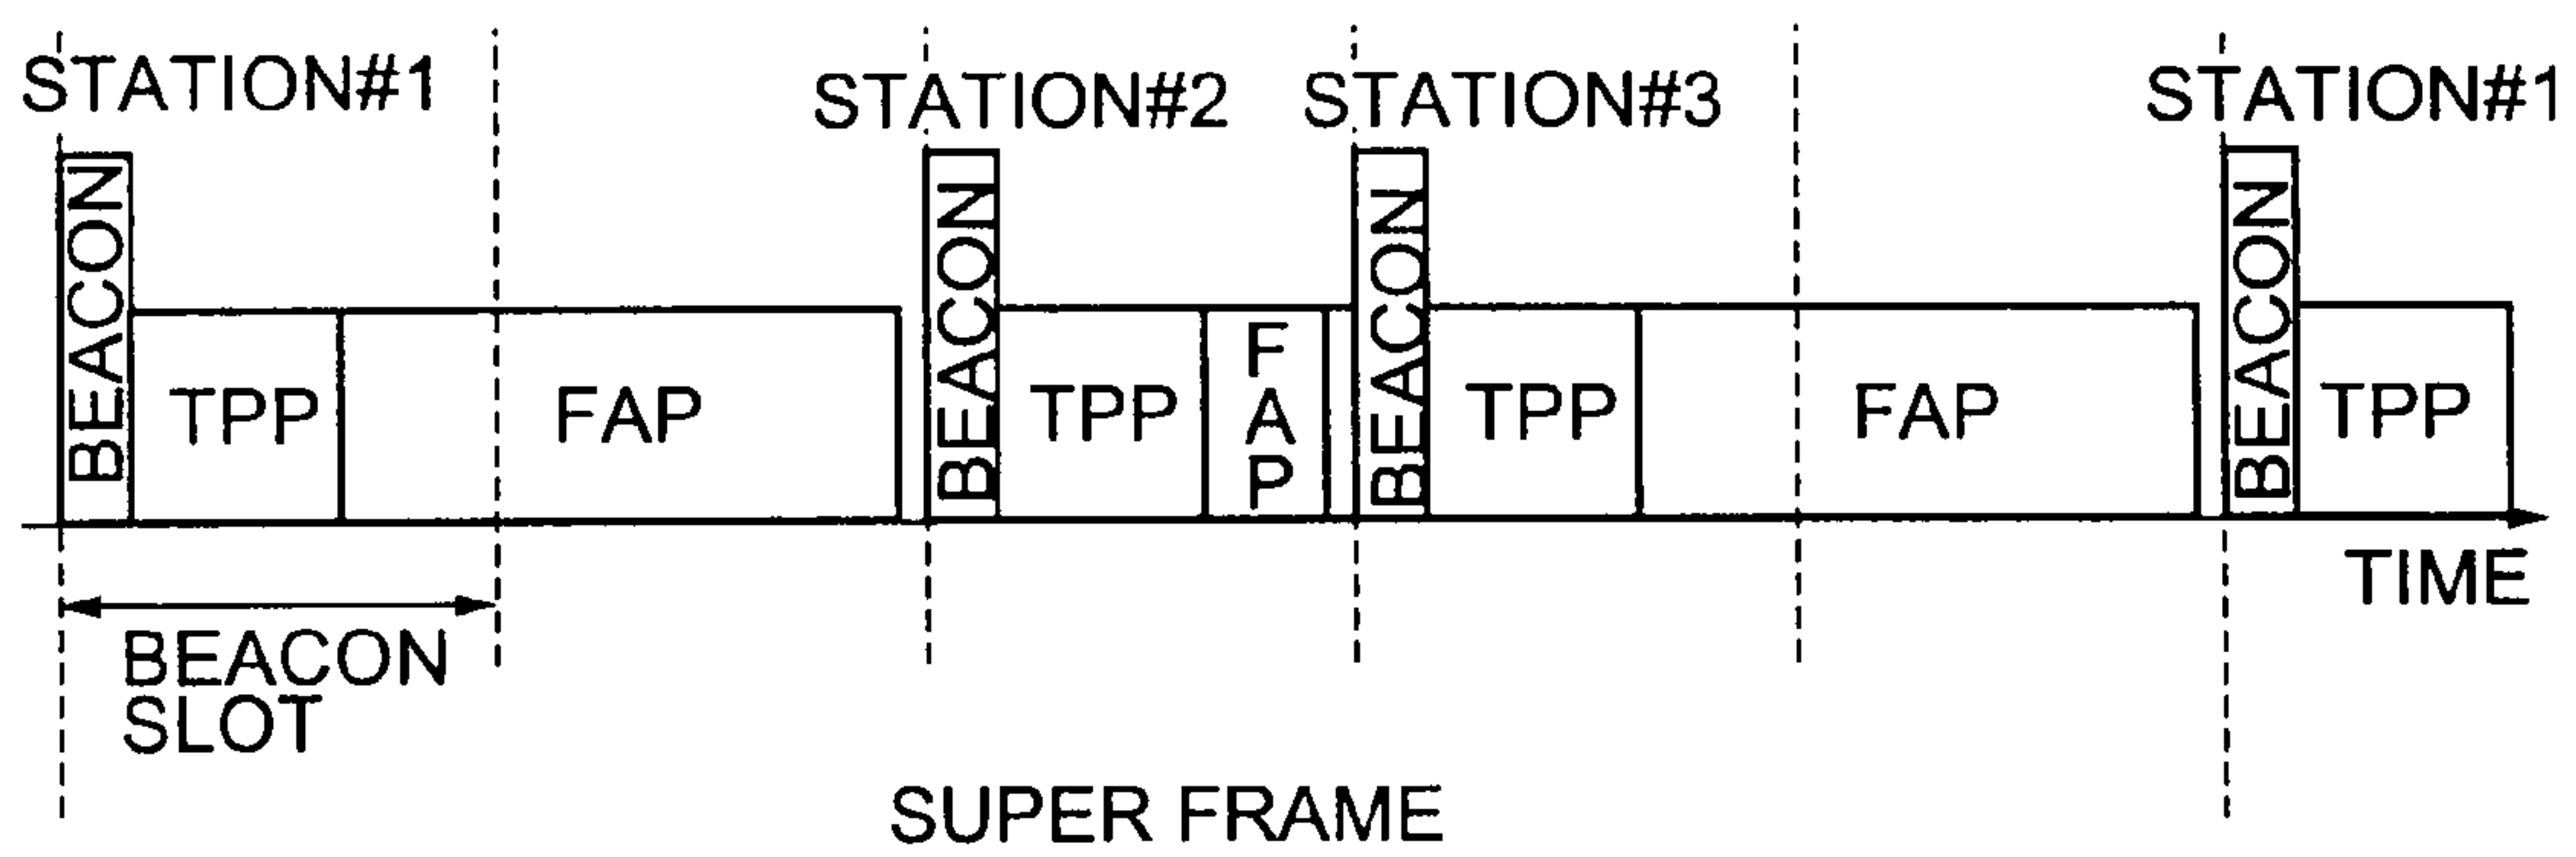 STATION#1
STATION#2
STATION#3
STATION#1
BEACON
TPP
FAP
BEACON
TPP
FAP
BEACON
TPP
FAP
BEACON
TPP
TIME
BEACON
SLOT
SUPER FRAME